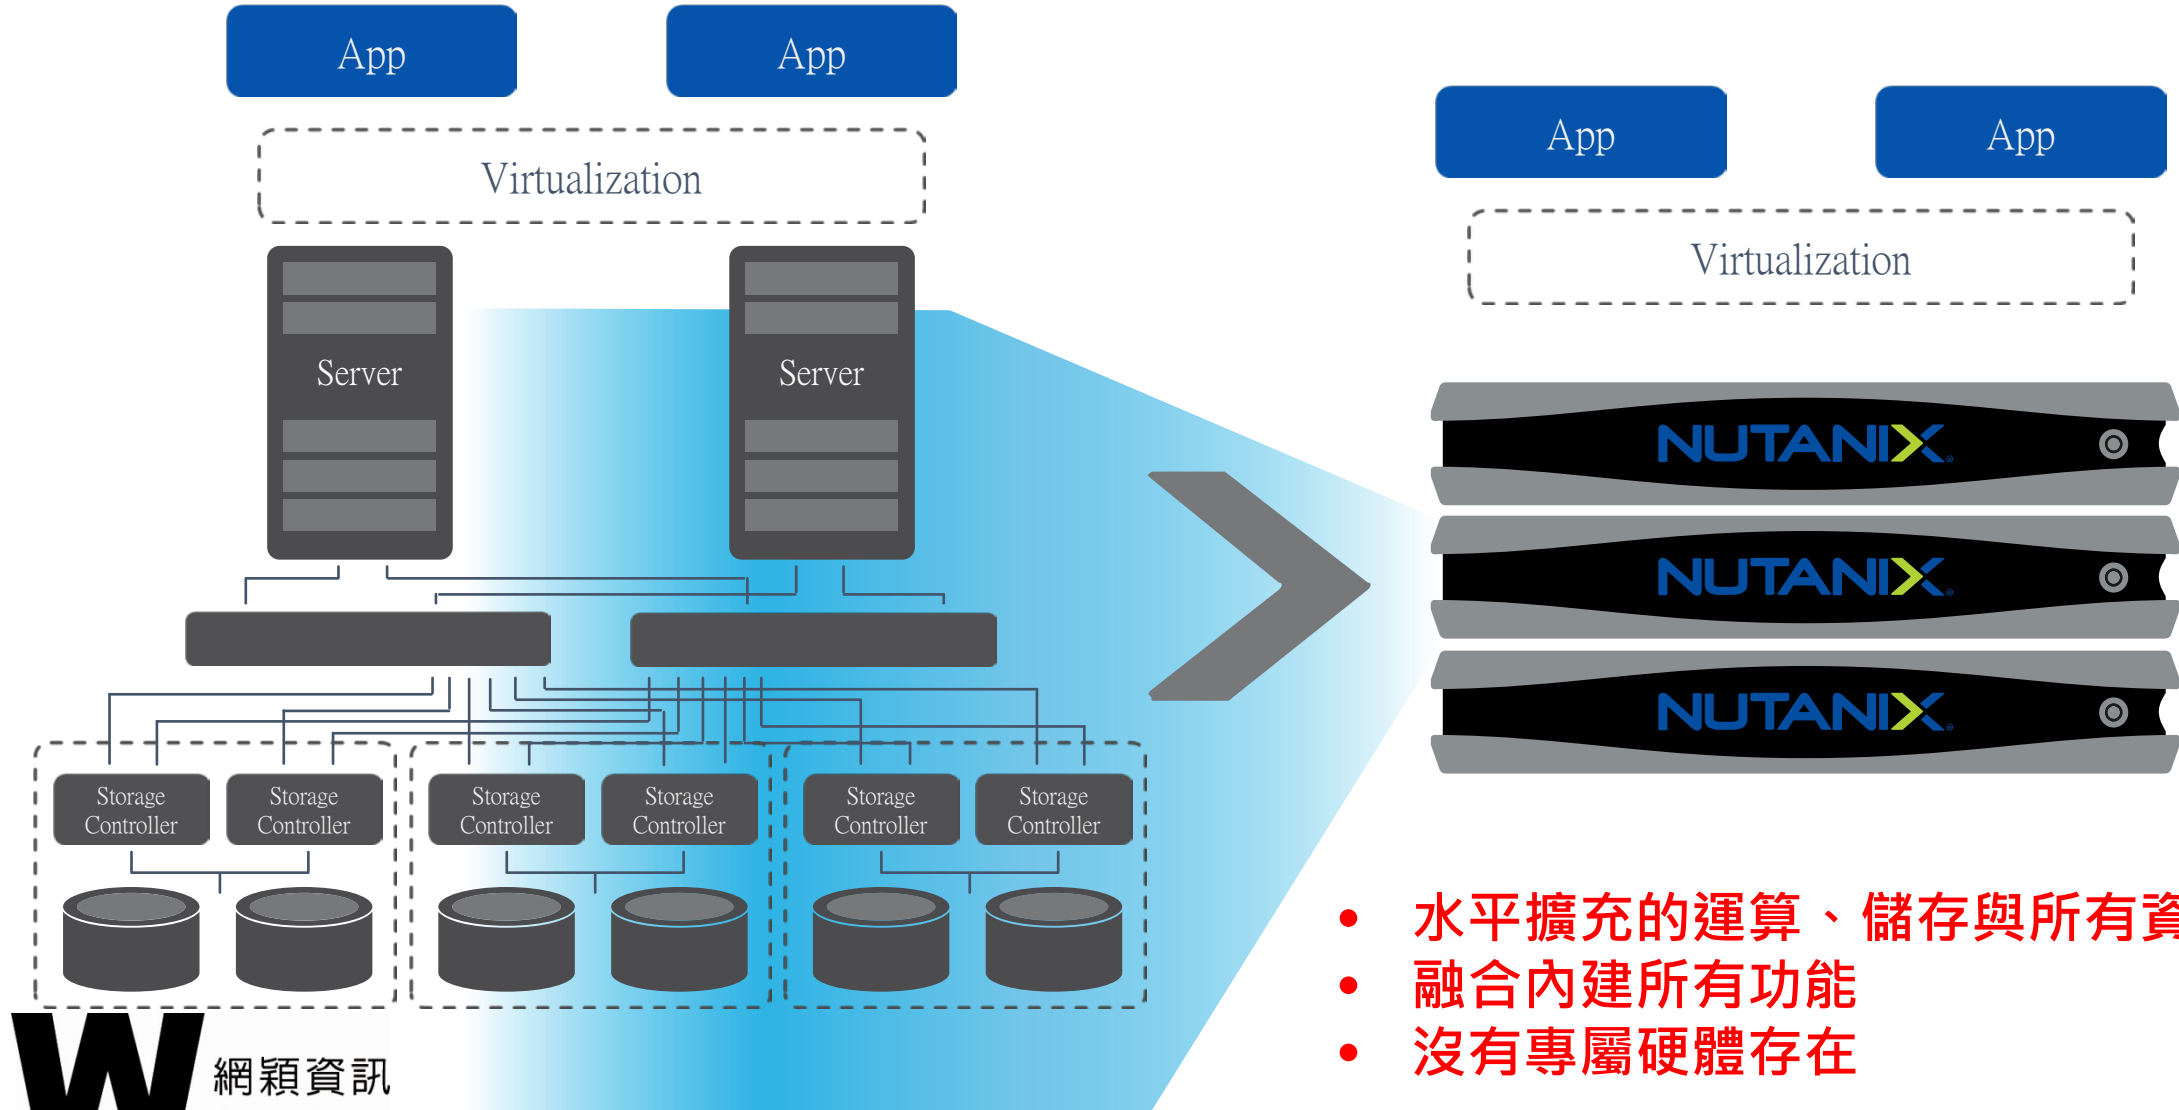 App
App
Virtualization
Server
Server
Storage
Controller
Storage
Controller
Storage
Controller
Storage
Controller
Storage
Controller
Storage
Controller
網穎資訊
App
App
Virtualization
NUTANIX
NUTANIX
NUTANIX
• 水平擴充的運算、儲存與所有資
• 融合內建所有功能
• 沒有專屬硬體存在